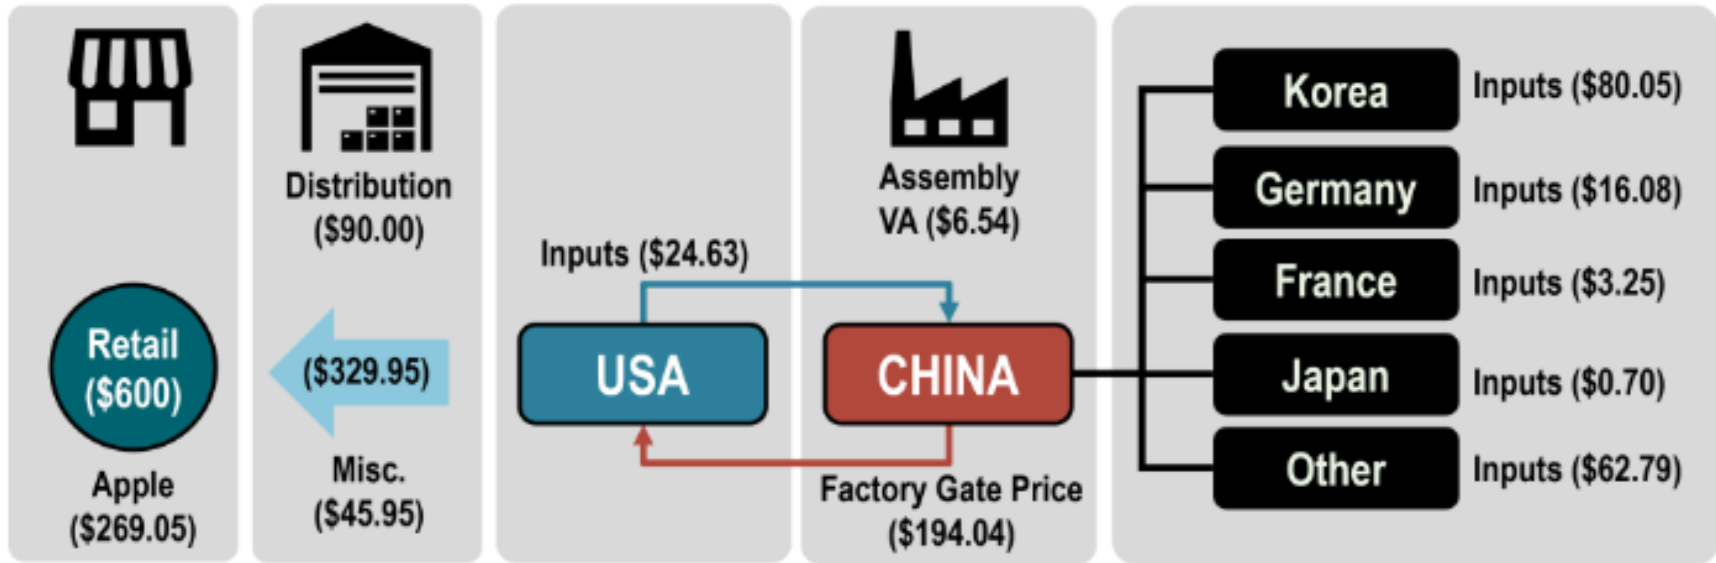 Retail
($600)
Apple
($269.05)
Distribution
($90.00)
($329.95)
Misc.
($45.95)
Inputs ($24.63)
USA
Assembly
VA ($6.54)
CHINA
Factory Gate Price
($194.04)
Korea
Inputs ($80.05)
Germany
Inputs ($16.08)
France
Inputs ($3.25)
Japan
Inputs ($0.70)
Other
Inputs ($62.79)